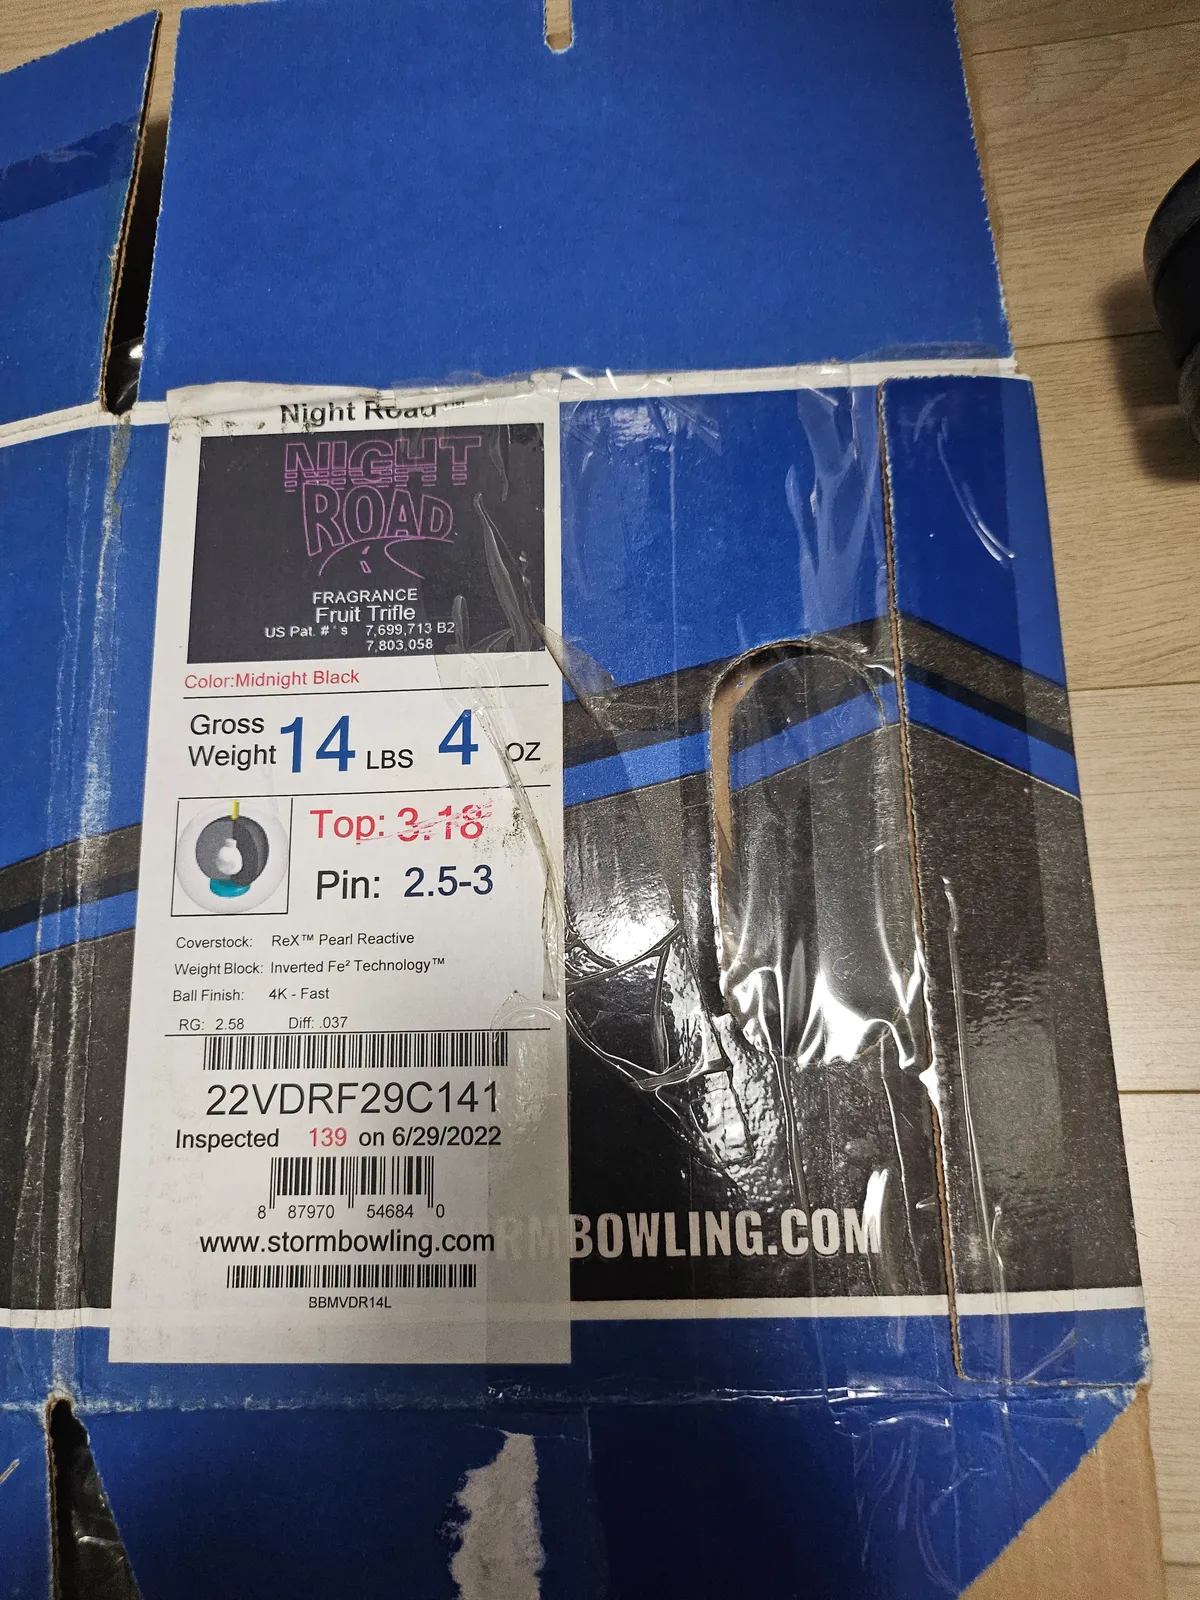 Night Road™
NIGHT
ROAD
FRAGRANCE
Fruit Trifle
US Pat. #'s 7,699,713 B2
7,803,058
Color:Midnight Black
Gross
Weight 14 LBS 4 OZ
Top: 3.18
Pin: 2.5-3
Coverstock: ReX™ Pearl Reactive
Weight Block: Inverted Fe² Technology™
Ball Finish: 4K - Fast
RG: 2.58 Diff: .037
22VDRF29C141
Inspected 139 on 6/29/2022
8 87970 54684 0
www.stormbowling.com
STORMBOWLING.COM
BBMVDR14L